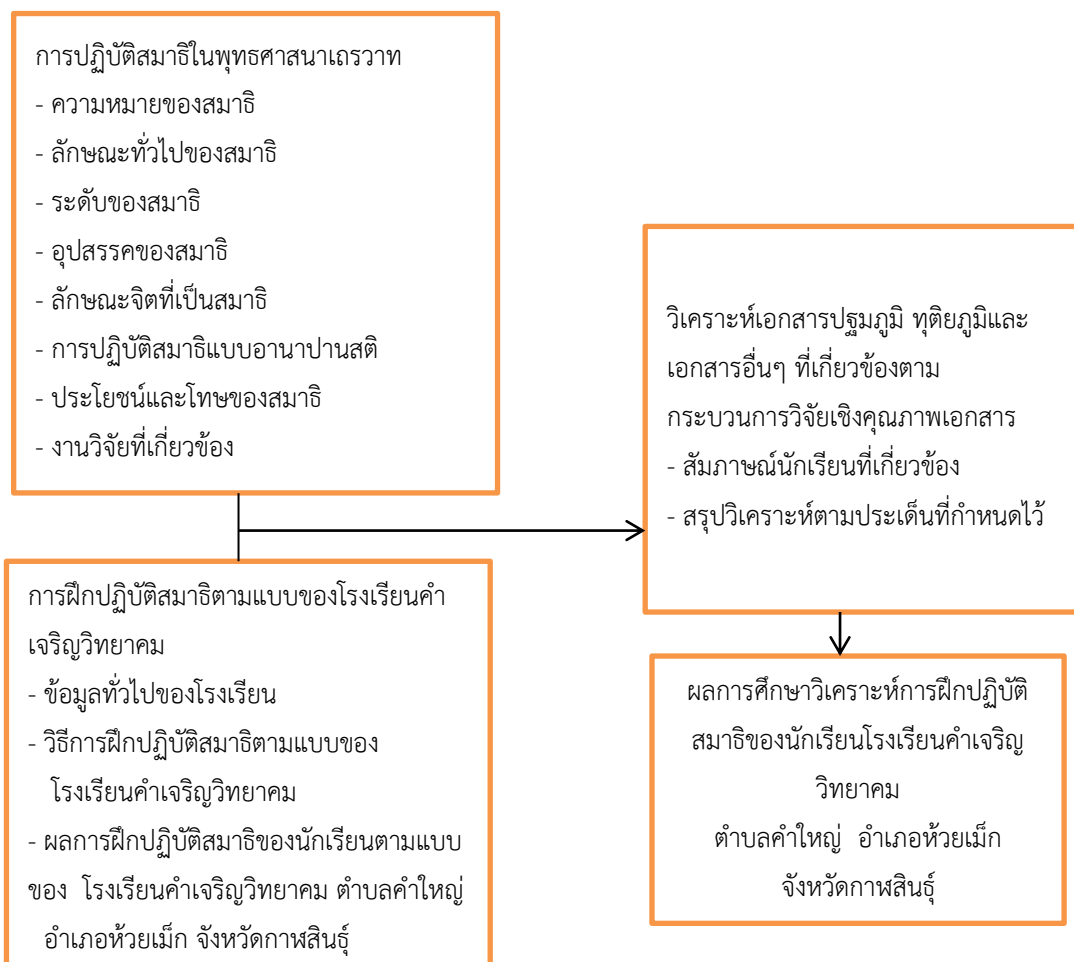 การปฏิบัติสมาธิในพุทธศาสนาเถรวาท
- ความหมายของสมาธิ
- ลักษณะทั่วไปของสมาธิ
- ระดับของสมาธิ
- อุปสรรคของสมาธิ
- ลักษณะจิตที่เป็นสมาธิ
- การปฏิบัติสมาธิแบบอานาปานสติ
- ประโยชน์และโทษของสมาธิ
- งานวิจัยที่เกี่ยวข้อง
การฝึกปฏิบัติสมาธิตามแบบของโรงเรียนคำ
เจริญวิทยาคม
- ข้อมูลทั่วไปของโรงเรียน
- วิธีการฝึกปฏิบัติสมาธิตามแบบของ
โรงเรียนคำเจริญวิทยาคม
- ผลการฝึกปฏิบัติสมาธิของนักเรียนตามแบบ
ของ โรงเรียนคำเจริญวิทยาคม ตำบลคำใหญ่
อำเภอห้วยเม็ก จังหวัดกาฬสินธุ์
วิเคราะห์เอกสารปฐมภูมิ ทุติยภูมิและ
เอกสารอื่นๆ ที่เกี่ยวข้องตาม
กระบวนการวิจัยเชิงคุณภาพเอกสาร
- สัมภาษณ์นักเรียนที่เกี่ยวข้อง
- สรุปวิเคราะห์ตามประเด็นที่กำหนดไว้
ผลการศึกษาวิเคราะห์การฝึกปฏิบัติ
สมาธิของนักเรียนโรงเรียนคำเจริญ
วิทยาคม
ตำบลคำใหญ่ อำเภอห้วยเม็ก
จังหวัดกาฬสินธุ์